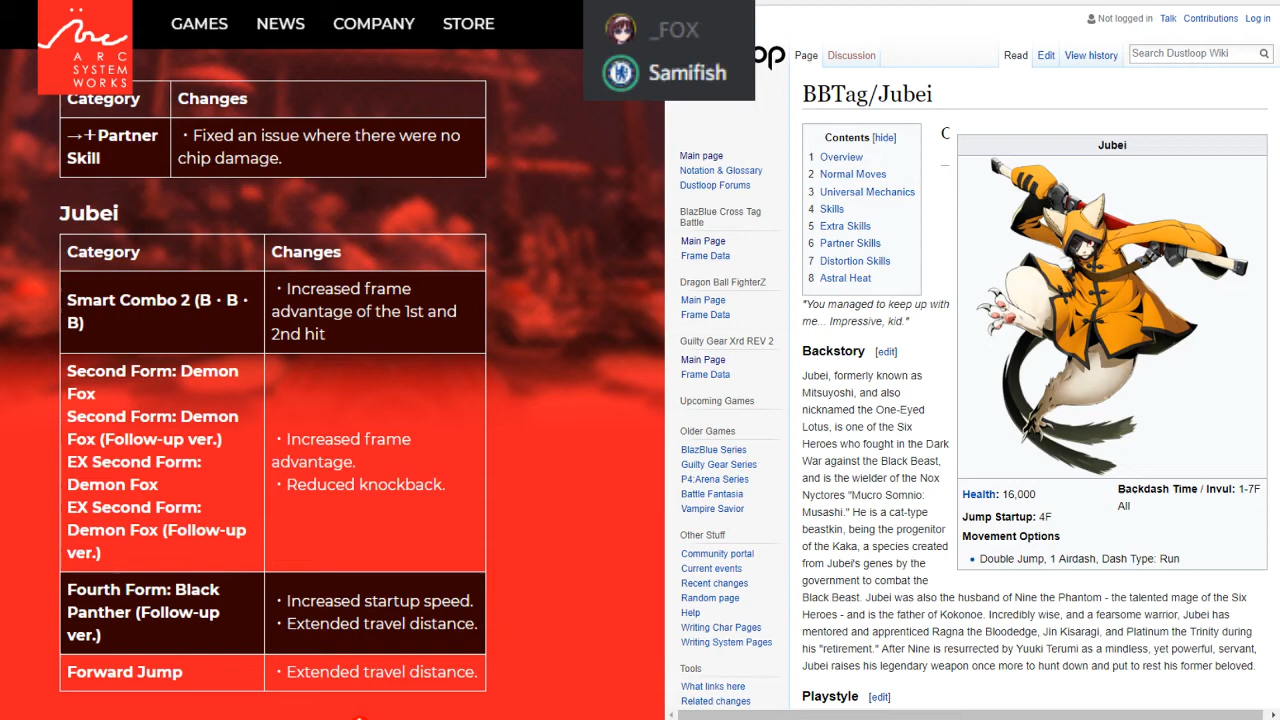 GAMES NEWS COMPANY STORE
ARC
SYSTEM
WORKS
Category Changes
→+Partner Skill
・Fixed an issue where there were no
chip damage.
Jubei
Category Changes
Smart Combo 2 (B・B・
B)
・Increased frame
advantage of the 1st and
2nd hit
Second Form: Demon
Fox
Second Form: Demon
Fox (Follow-up ver.)
EX Second Form:
Demon Fox
EX Second Form:
Demon Fox (Follow-up
ver.)
・Increased frame
advantage.
・Reduced knockback.
Fourth Form: Black
Panther (Follow-up
ver.)
・Increased startup speed.
・Extended travel distance.
Forward Jump ・Extended travel distance.
_FOX
Samifish
Not logged in Talk Contributions Log in
Page Discussion Read Edit View history Search Dustloop Wiki
Main page
Notation & Glossary
Dustloop Forums
BlazBlue Cross Tag
Battle
Main Page
Frame Data
Dragon Ball FighterZ
Main Page
Frame Data
Guilty Gear Xrd REV 2
Main Page
Frame Data
Upcoming Games
Older Games
BlazBlue Series
Guilty Gear Series
P4:Arena Series
Battle Fantasia
Vampire Savior
Other Stuff
Community portal
Current events
Recent changes
Random page
Help
Writing Char Pages
Writing System Pages
Tools
What links here
Related changes
BBTag/Jubei
Contents [hide]
1 Overview
2 Normal Moves
3 Universal Mechanics
4 Skills
5 Extra Skills
6 Partner Skills
7 Distortion Skills
8 Astral Heat
"You managed to keep up with
me... Impressive, kid."
Backstory [edit]
Jubei, formerly known as
Mitsuyoshi, and also
nicknamed the One-Eyed
Lotus, is one of the Six
Heroes who fought in the Dark
War against the Black Beast,
and is the wielder of the Nox
Nyctores "Mucro Somnio:
Musashi." He is a cat-type
beastkin, being the progenitor
of the Kaka, a species created
from Jubei's genes by the
government to combat the
Black Beast. Jubei was also the husband of Nine the Phantom - the talented mage of the Six
Heroes - and is the father of Kokonoe. Incredibly wise, and a fearsome warrior, Jubei has
mentored and apprenticed Ragna the Bloodedge, Jin Kisaragi, and Platinum the Trinity during
his "retirement." After Nine is resurrected by Yuuki Terumi as a mindless, yet powerful, servant,
Jubei raises his legendary weapon once more to hunt down and put to rest his former beloved.
Playstyle [edit]
Jubei
Health: 16,000
Jump Startup: 4F
Backdash Time / Invul: 1-7F
All
Movement Options
• Double Jump, 1 Airdash, Dash Type: Run